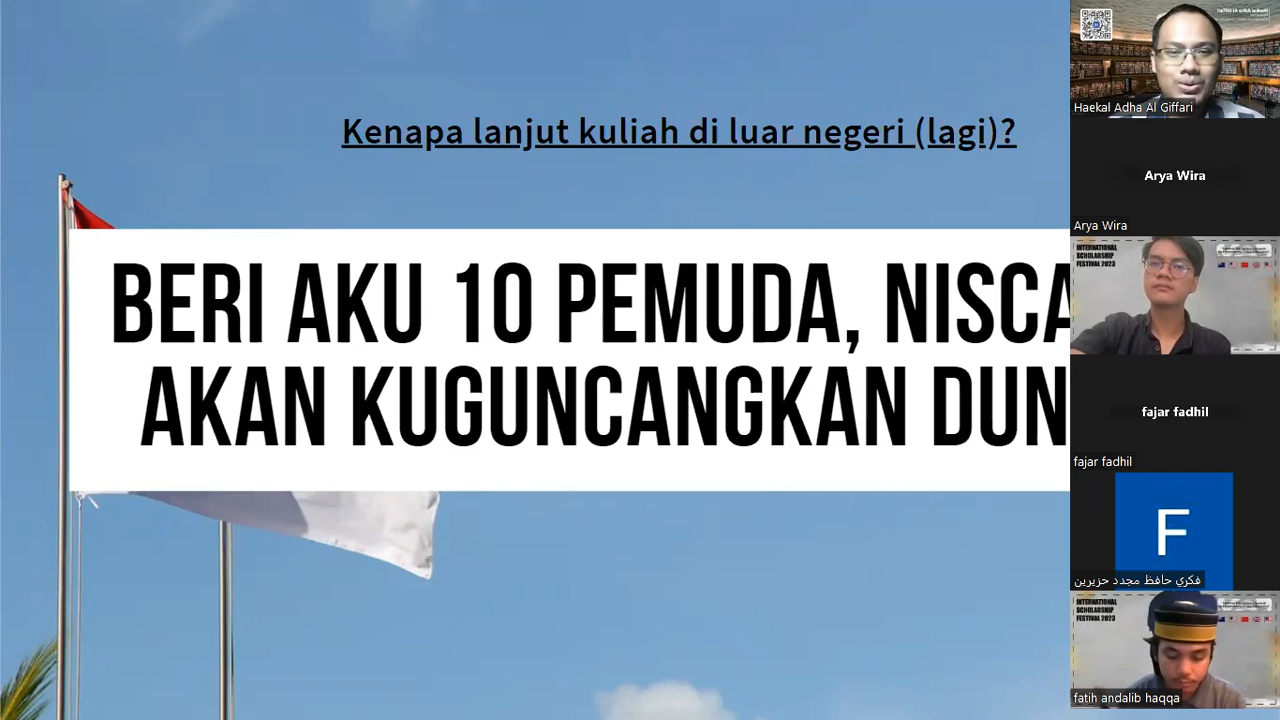 Kenapa lanjut kuliah di luar negeri (lagi)?
BERI AKU 10 PEMUDA, NISCA
AKAN KUGUNCANGKAN DUN
Haekal Adha Al Giffari
Arya Wira
Arya Wira
INTERNATIONAL
SCHOLARSHIP
FESTIVAL 2023
fajar fadhil
fajar fadhil
F
فكري حافظ مجدد حزيرين
INTERNATIONAL
SCHOLARSHIP
FESTIVAL 2023
fatih andalib haqqa